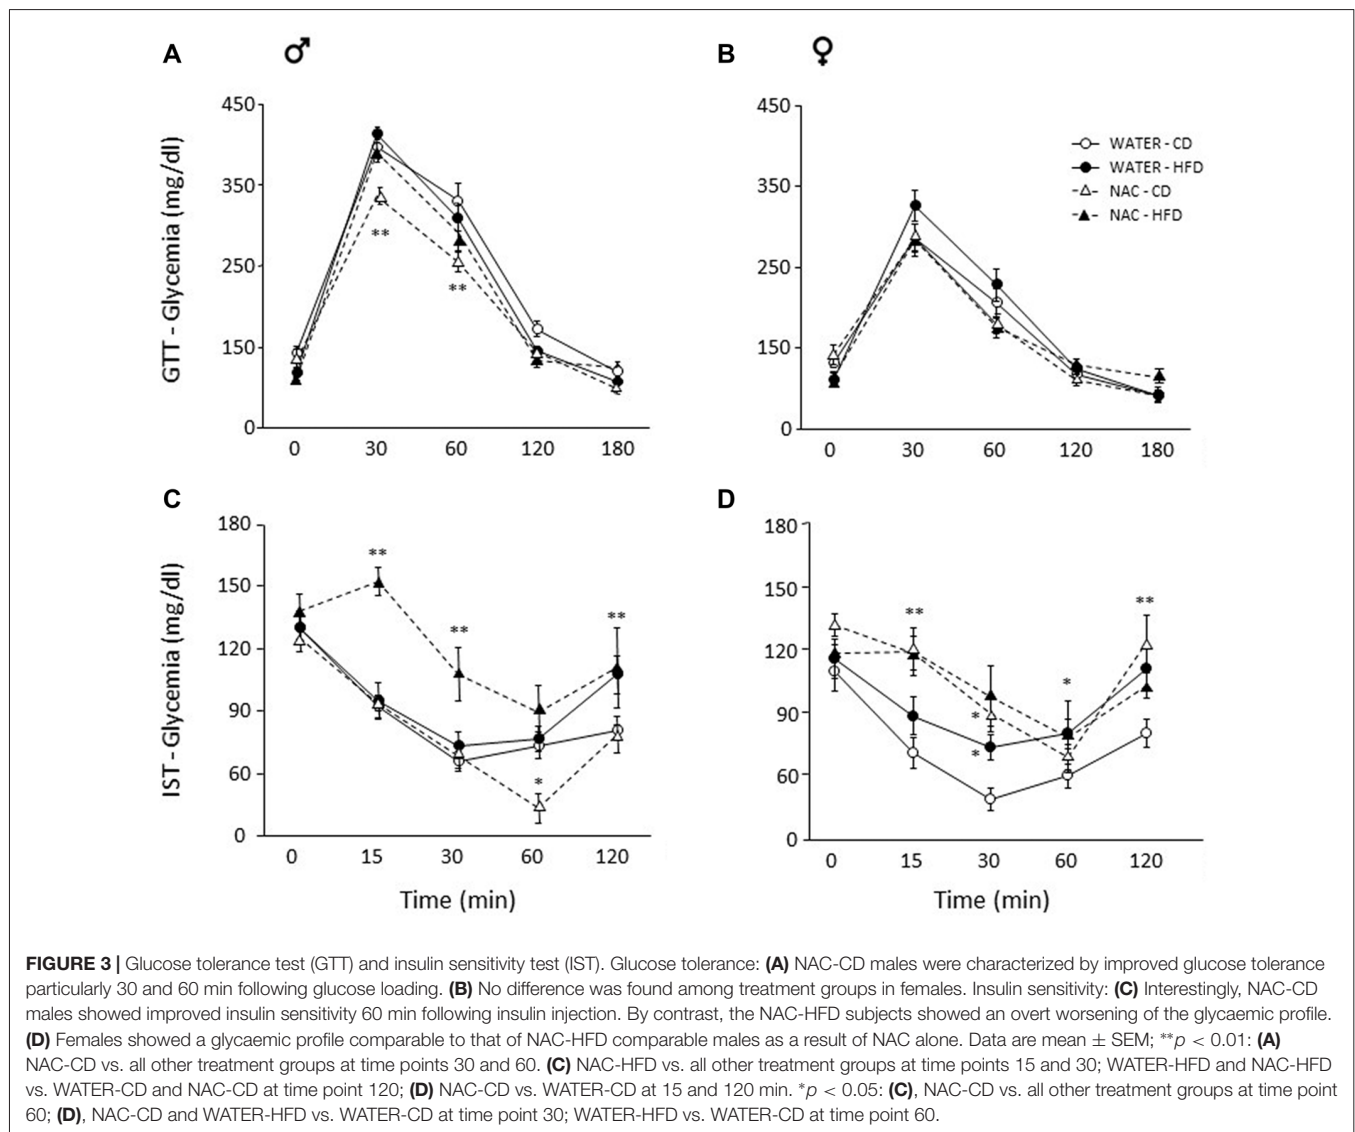 A ♂
B ♀
450
350
250
150
0
GTT - Glycemia (mg/dl)
**
**
0 30 60 120 180
450
350
250
150
0
WATER - CD
WATER - HFD
NAC - CD
NAC - HFD
0 30 60 120 180
C
180
150
120
90
60
0
IST - Glycemia (mg/dl)
**
**
*
**
0 15 30 60 120
Time (min)
D
180
150
120
90
60
0
**
*
*
*
**
0 15 30 60 120
Time (min)
FIGURE 3 | Glucose tolerance test (GTT) and insulin sensitivity test (IST). Glucose tolerance: (A) NAC-CD males were characterized by improved glucose tolerance
particularly 30 and 60 min following glucose loading. (B) No difference was found among treatment groups in females. Insulin sensitivity: (C) Interestingly, NAC-CD
males showed improved insulin sensitivity 60 min following insulin injection. By contrast, the NAC-HFD subjects showed an overt worsening of the glycaemic profile.
(D) Females showed a glycaemic profile comparable to that of NAC-HFD comparable males as a result of NAC alone. Data are mean ± SEM; **p < 0.01: (A)
NAC-CD vs. all other treatment groups at time points 30 and 60. (C) NAC-HFD vs. all other treatment groups at time points 15 and 30; WATER-HFD and NAC-HFD
vs. WATER-CD and NAC-CD at time point 120; (D) NAC-CD vs. WATER-CD at 15 and 120 min. *p < 0.05: (C), NAC-CD vs. all other treatment groups at time point
60; (D), NAC-CD and WATER-HFD vs. WATER-CD at time point 30; WATER-HFD vs. WATER-CD at time point 60.